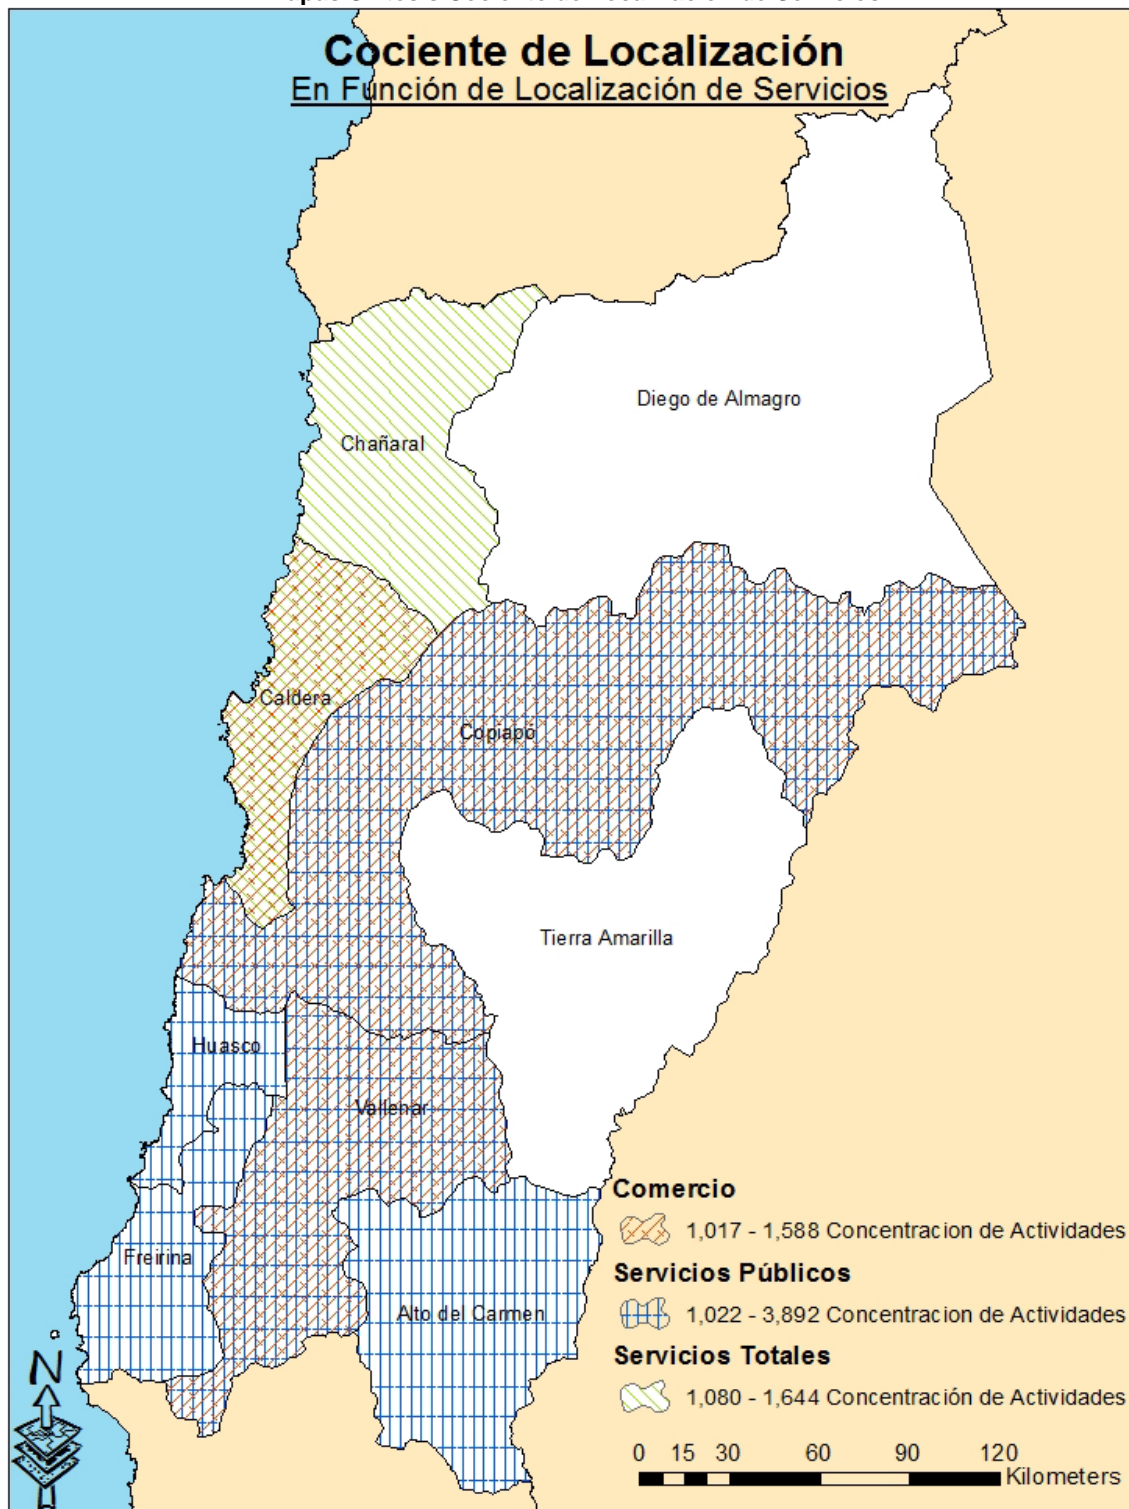 Cociente de Localización
En Función de Localización de Servicios
Diego de Almagro
Chañaral
Caldera
Copiapó
Tierra Amarilla
Huasco
Vallenar
Freirina
Alto del Carmen
Comercio
1,017 - 1,588 Concentracion de Actividades
Servicios Públicos
1,022 - 3,892 Concentracion de Actividades
Servicios Totales
1,080 - 1,644 Concentración de Actividades
N
0 15 30 60 90 120
Kilometers